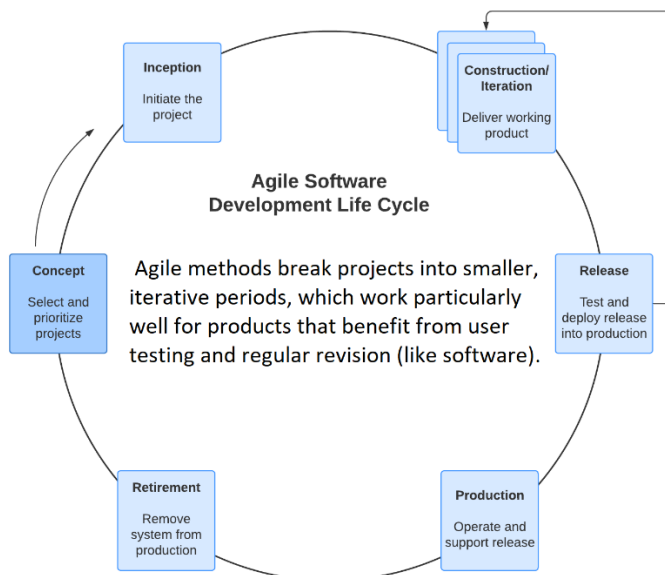 Inception
Initiate the
project
Construction/
Iteration
Deliver working
product
Agile Software
Development Life Cycle
Concept
Select and
prioritize
projects
Agile methods break projects into smaller,
iterative periods, which work particularly
well for products that benefit from user
testing and regular revision (like software).
Release
Test and
deploy release
into production
Retirement
Remove
system from
production
Production
Operate and
support release